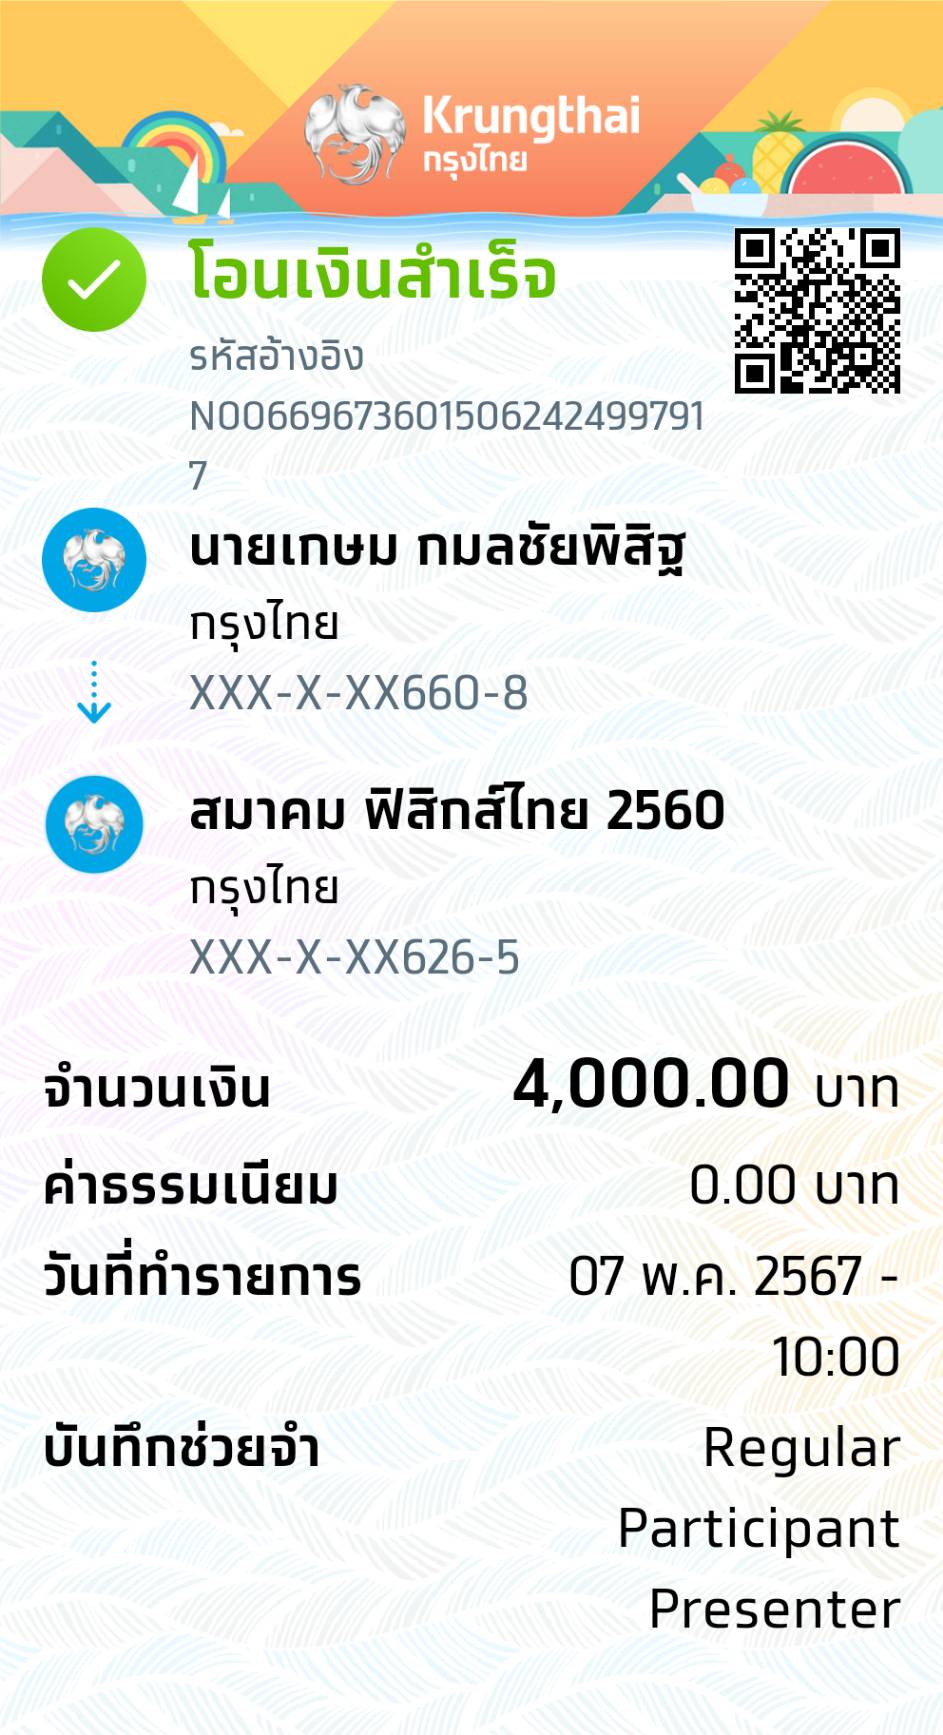 Krungthai
กรุงไทย
โอนเงินสำเร็จ
รหัสอ้างอิง
N0066967360150624249979​1
7
นายเกษม กมลชัยพิสิฐ
กรุงไทย
XXX-X-XX660-8
สมาคม ฟิสิกส์ไทย 2560
กรุงไทย
XXX-X-XX626-5
จำนวนเงิน 4,000.00 บาท
ค่าธรรมเนียม 0.00 บาท
วันที่ทำรายการ 07 พ.ค. 2567 -
10:00
บันทึกช่วยจำ Regular
Participant
Presenter